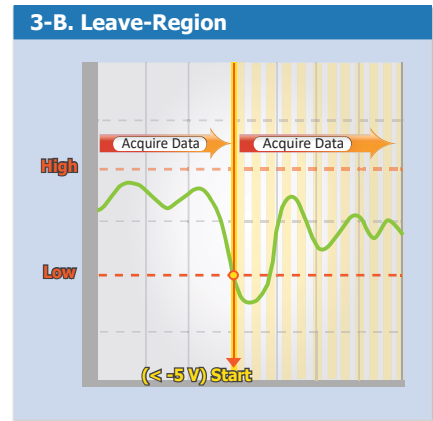 3-B. Leave-Region
Acquire Data
Acquire Data
High
Low
(< -5 V) Start